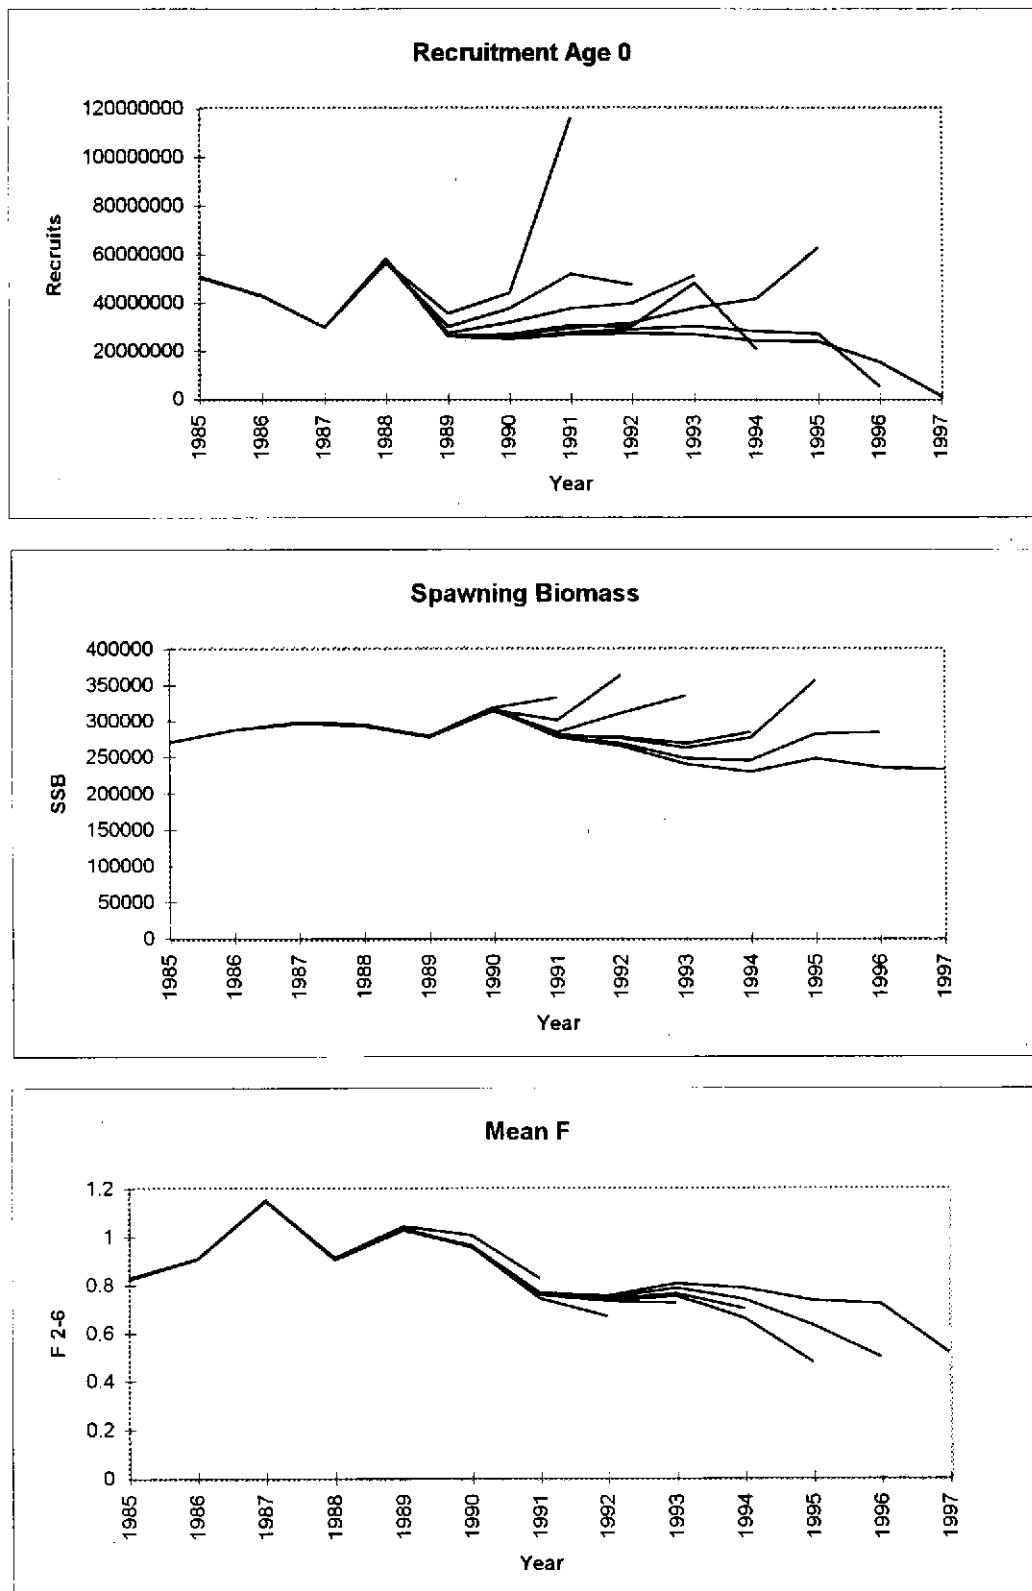 Recruitment Age 0
120000000
100000000
80000000
60000000
40000000
20000000
0
Recruits
1985 1986 1987 1988 1989 1990 1991 1992 1993 1994 1995 1996 1997
Year
Spawning Biomass
400000
350000
300000
250000
200000
150000
100000
50000
0
SSB
1985 1986 1987 1988 1989 1990 1991 1992 1993 1994 1995 1996 1997
Year
Mean F
1.2
1
0.8
0.6
0.4
0.2
0
F 2-6
1985 1986 1987 1988 1989 1990 1991 1992 1993 1994 1995 1996 1997
Year